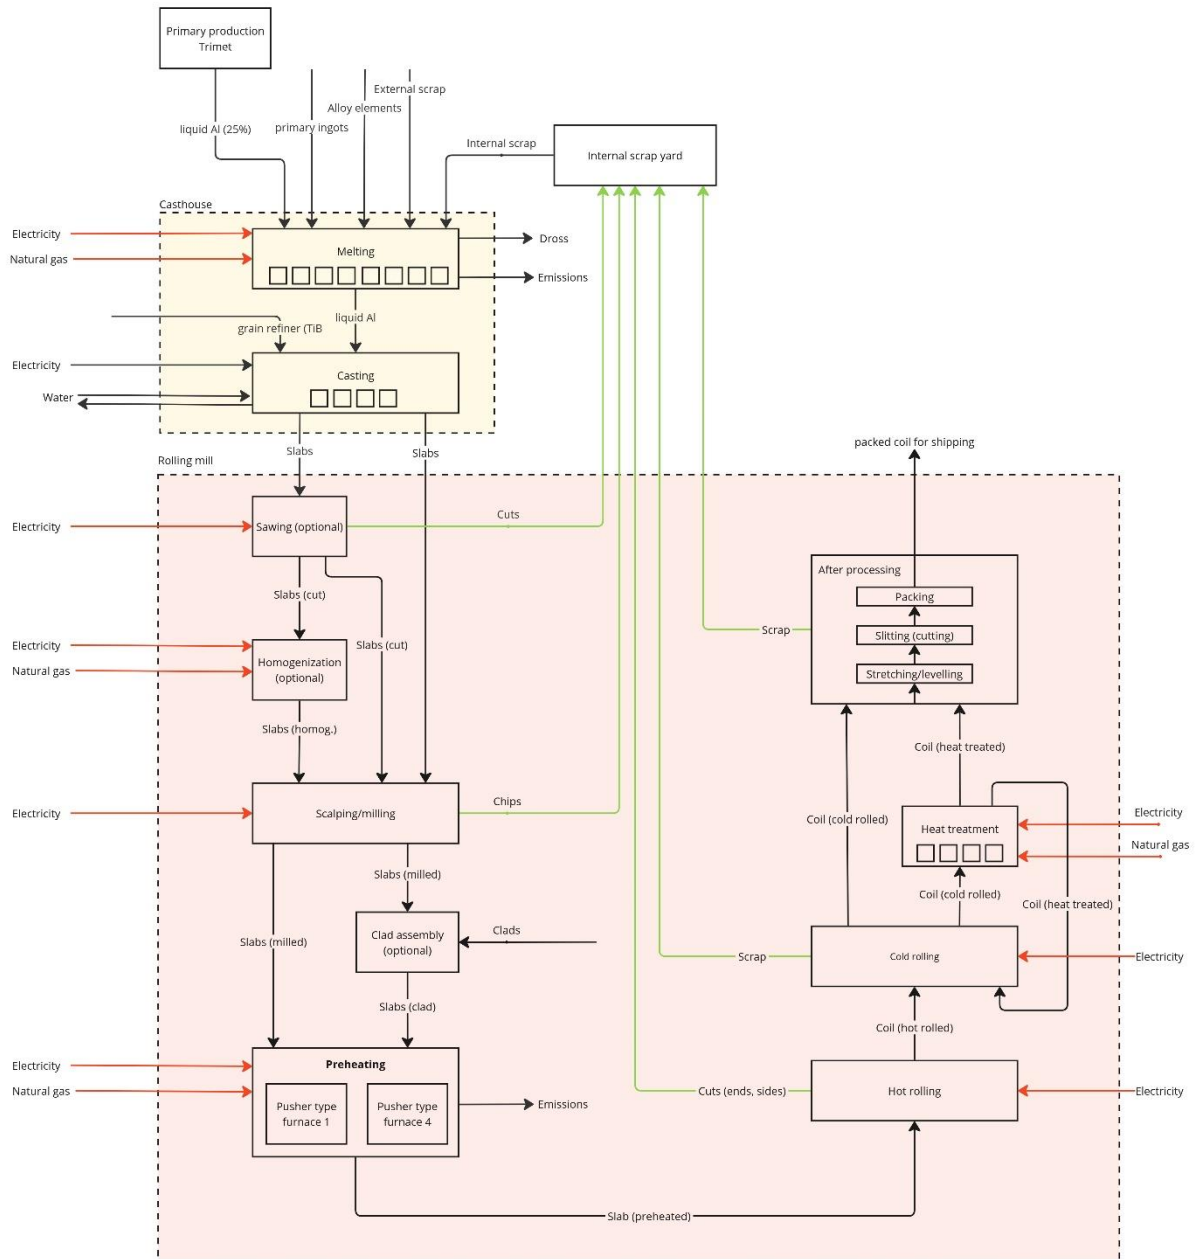 Primary production
Trimet
External scrap
Alloy elements
liquid Al (25%)
primary ingots
Internal scrap
Internal scrap yard
Casthouse
Electricity
Natural gas
Melting
Dross
Emissions
liquid Al
grain refiner (TiB
Electricity
Casting
Water
Slabs
Slabs
packed coil for shipping
Rolling mill
Electricity
Sawing (optional)
Cuts
Slabs (cut)
Slabs (cut)
Electricity
Natural gas
Homogenization
(optional)
Slabs (homog.)
After processing
Packing
Slitting (cutting)
Stretching/levelling
Scrap
Coil (heat treated)
Electricity
Scalping/milling
Chips
Coil (cold rolled)
Heat treatment
Electricity
Natural gas
Slabs (milled)
Coil (cold rolled)
Coil (heat treated)
Slabs (milled)
Clad assembly
(optional)
Clads
Scrap
Cold rolling
Electricity
Slabs (clad)
Coil (hot rolled)
Electricity
Natural gas
Preheating
Pusher type
furnace 1
Pusher type
furnace 4
Emissions
Cuts (ends, sides)
Hot rolling
Electricity
Slab (preheated)